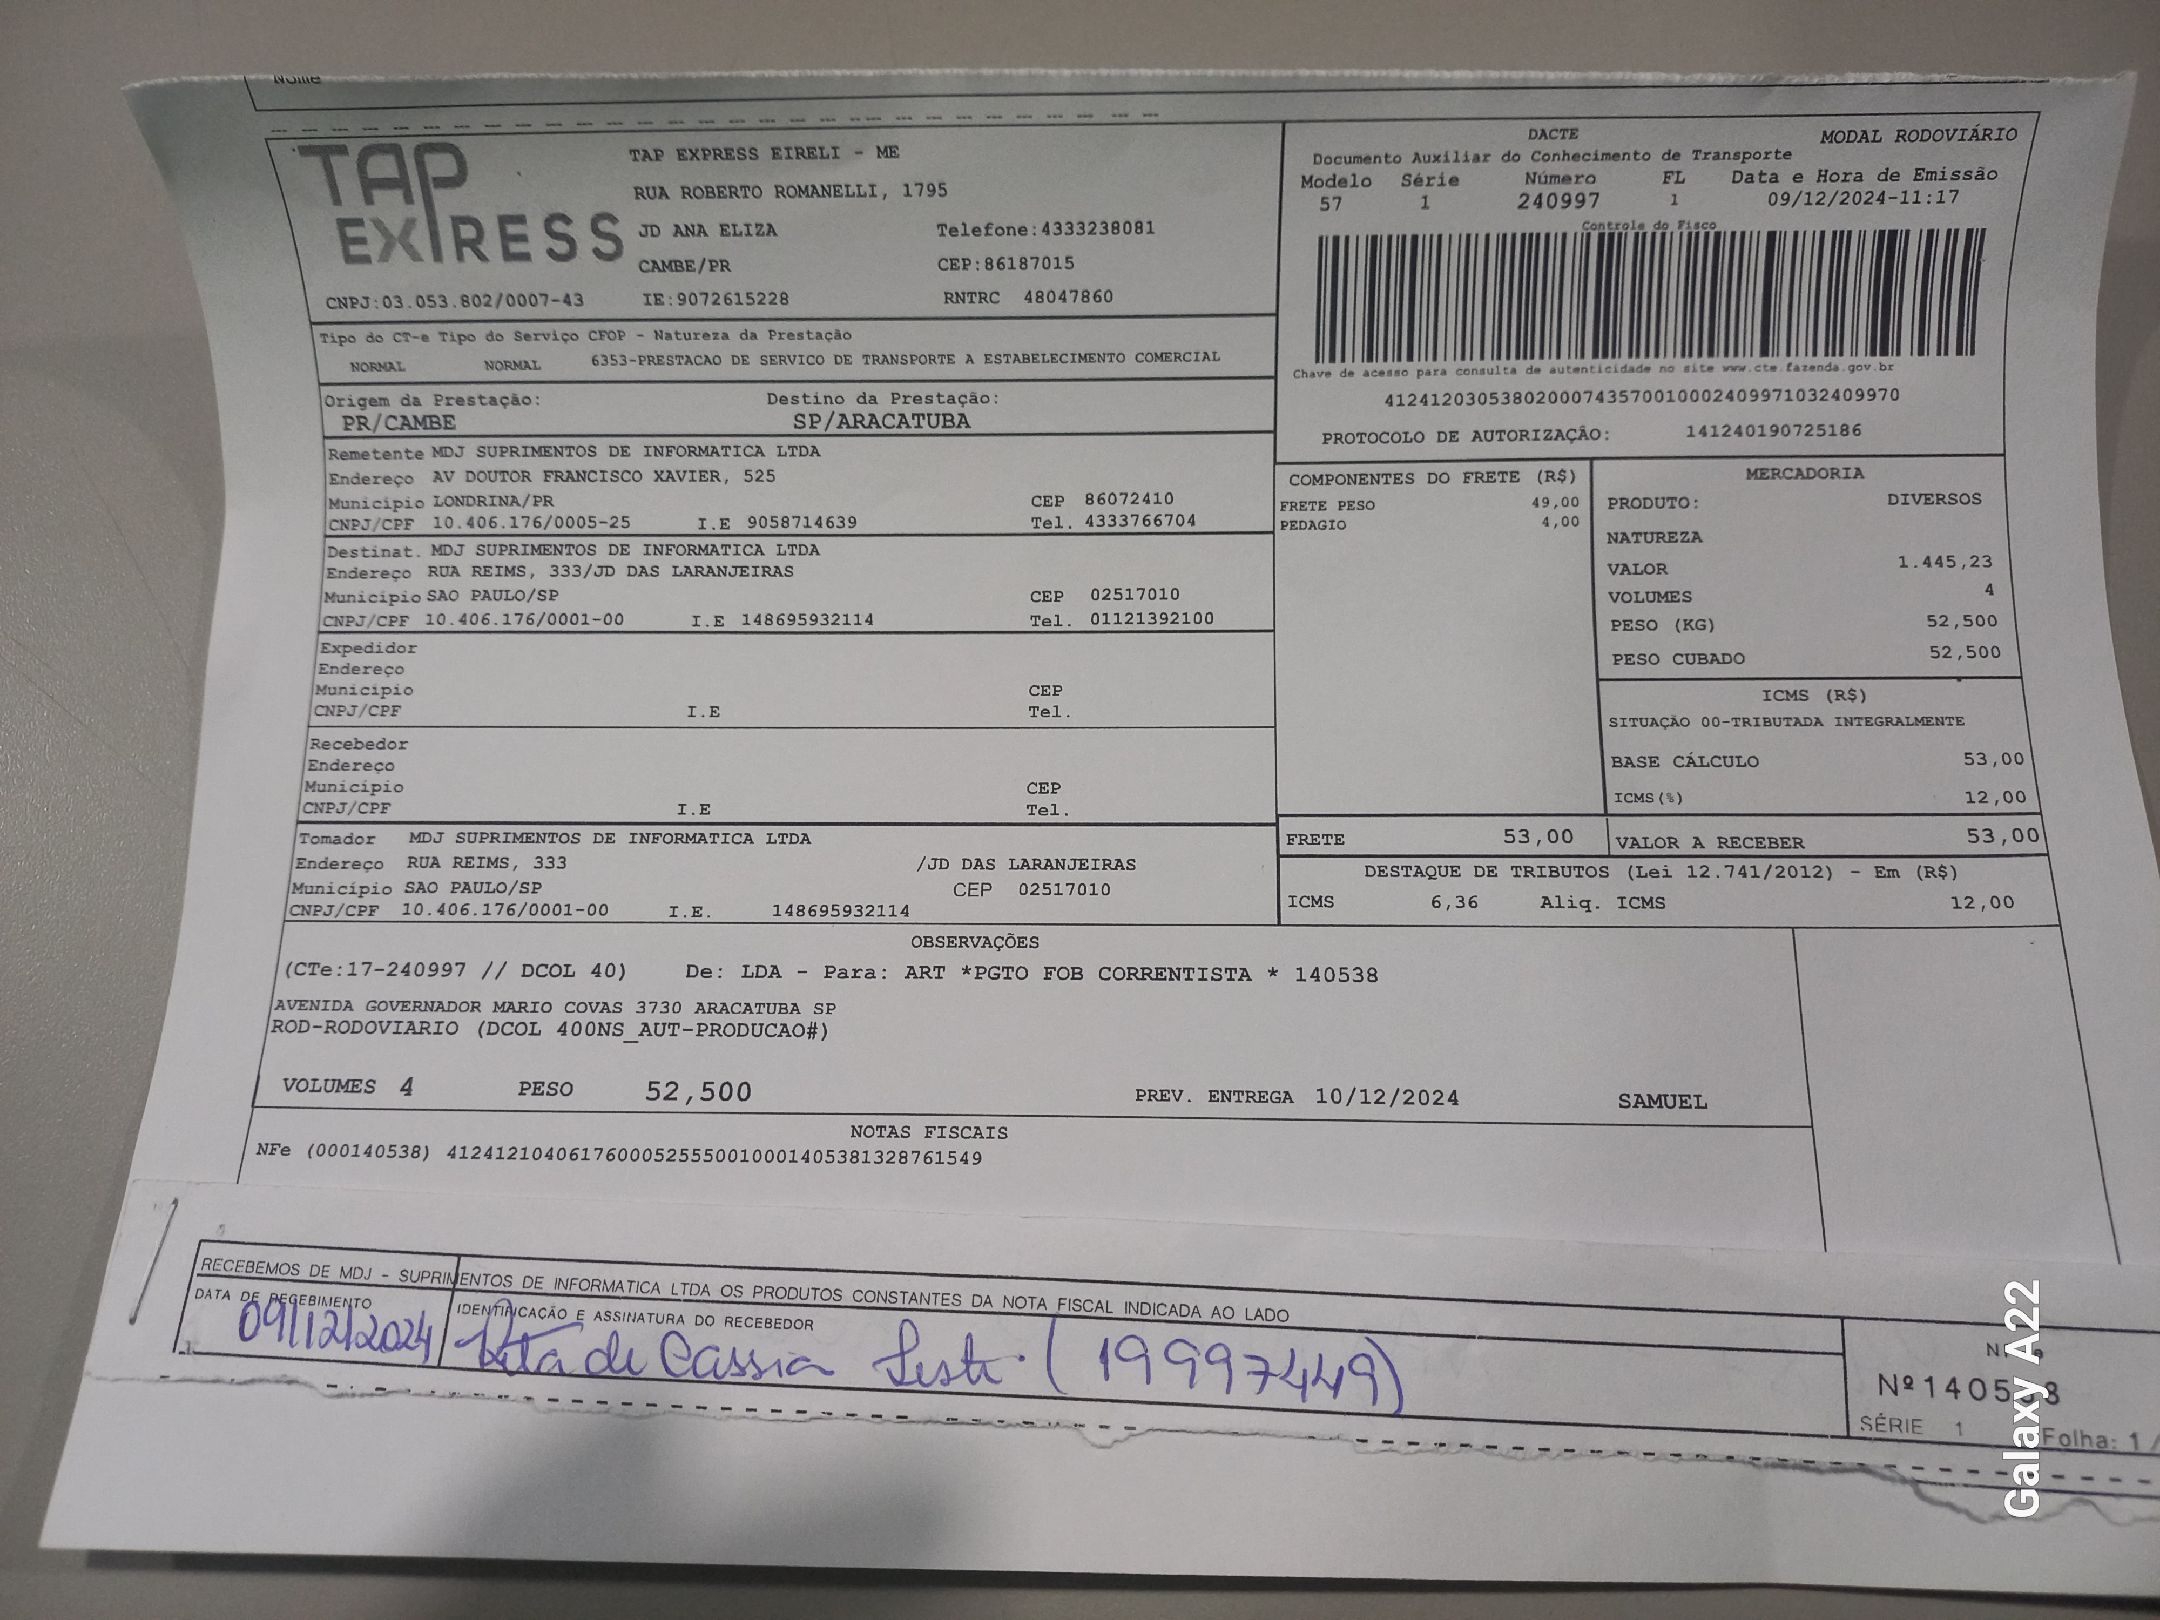 Nome
TAP EXPRESS
TAP EXPRESS EIRELI - ME
RUA ROBERTO ROMANELLI, 1795
JD ANA ELIZA Telefone:4333238081
CAMBE/PR CEP:86187015
CNPJ:03.053.802/0007-43 IE:9072615228 RNTRC 48047860
DACTE MODAL RODOVIÁRIO
Documento Auxiliar do Conhecimento de Transporte
Modelo Série Número FL Data e Hora de Emissão
57 1 240997 1 09/12/2024-11:17
Controle do Fisco
Chave de acesso para consulta de autenticidade no site www.cte.fazenda.gov.br
41241203053802000743570010002409971032409970
PROTOCOLO DE AUTORIZAÇÃO: 141240190725186
Tipo do CT-e Tipo do Serviço CFOP - Natureza da Prestação
NORMAL NORMAL 6353-PRESTACAO DE SERVICO DE TRANSPORTE A ESTABELECIMENTO COMERCIAL
Origem da Prestação: Destino da Prestação:
PR/CAMBE SP/ARACATUBA
Remetente MDJ SUPRIMENTOS DE INFORMATICA LTDA
Endereço AV DOUTOR FRANCISCO XAVIER, 525
Município LONDRINA/PR CEP 86072410
CNPJ/CPF 10.406.176/0005-25 I.E 9058714639 Tel. 4333766704
Destinat. MDJ SUPRIMENTOS DE INFORMATICA LTDA
Endereço RUA REIMS, 333/JD DAS LARANJEIRAS
Município SAO PAULO/SP CEP 02517010
CNPJ/CPF 10.406.176/0001-00 I.E 148695932114 Tel. 01121392100
Expedidor
Endereço
Município CEP
CNPJ/CPF I.E Tel.
Recebedor
Endereço
Município CEP
CNPJ/CPF I.E Tel.
Tomador MDJ SUPRIMENTOS DE INFORMATICA LTDA
Endereço RUA REIMS, 333 /JD DAS LARANJEIRAS
Município SAO PAULO/SP CEP 02517010
CNPJ/CPF 10.406.176/0001-00 I.E. 148695932114
COMPONENTES DO FRETE (R$)
FRETE PESO 49,00
PEDAGIO 4,00
MERCADORIA
PRODUTO: DIVERSOS
NATUREZA
VALOR 1.445,23
VOLUMES 4
PESO (KG) 52,500
PESO CUBADO 52,500
ICMS (R$)
SITUAÇÃO 00-TRIBUTADA INTEGRALMENTE
BASE CÁLCULO 53,00
ICMS(%) 12,00
FRETE 53,00 VALOR A RECEBER 53,00
DESTAQUE DE TRIBUTOS (Lei 12.741/2012) - Em (R$)
ICMS 6,36 Aliq. ICMS 12,00
OBSERVAÇÕES
(CTe:17-240997 // DCOL 40) De: LDA - Para: ART *PGTO FOB CORRENTISTA * 140538
AVENIDA GOVERNADOR MARIO COVAS 3730 ARACATUBA SP
ROD-RODOVIARIO (DCOL 400NS_AUT-PRODUCAO#)
VOLUMES 4 PESO 52,500 PREV. ENTREGA 10/12/2024 SAMUEL
NOTAS FISCAIS
NFe (000140538) 41241210406176000525550010001405381328761549
RECEBEMOS DE MDJ - SUPRIMENTOS DE INFORMATICA LTDA OS PRODUTOS CONSTANTES DA NOTA FISCAL INDICADA AO LADO
DATA DE RECEBIMENTO IDENTIFICAÇÃO E ASSINATURA DO RECEBEDOR
09/12/2024 Rita de Cassia (19997449)
Nº 140538
SÉRIE 1 Folha: 1 /
Galaxy A22